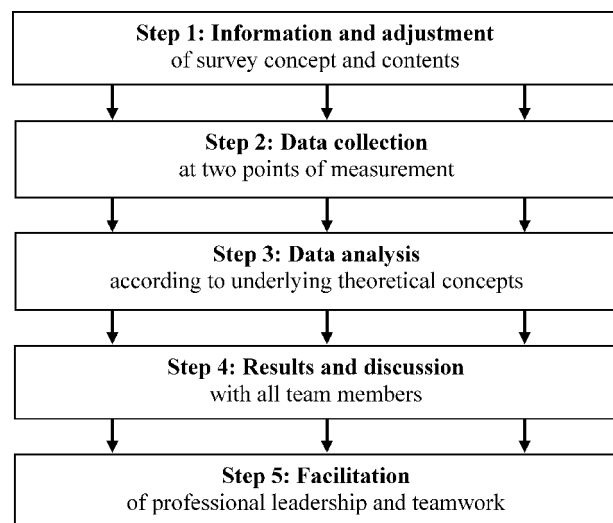 Step 1: Information and adjustment
of survey concept and contents
Step 2: Data collection
at two points of measurement
Step 3: Data analysis
according to underlying theoretical concepts
Step 4: Results and discussion
with all team members
Step 5: Facilitation
of professional leadership and teamwork